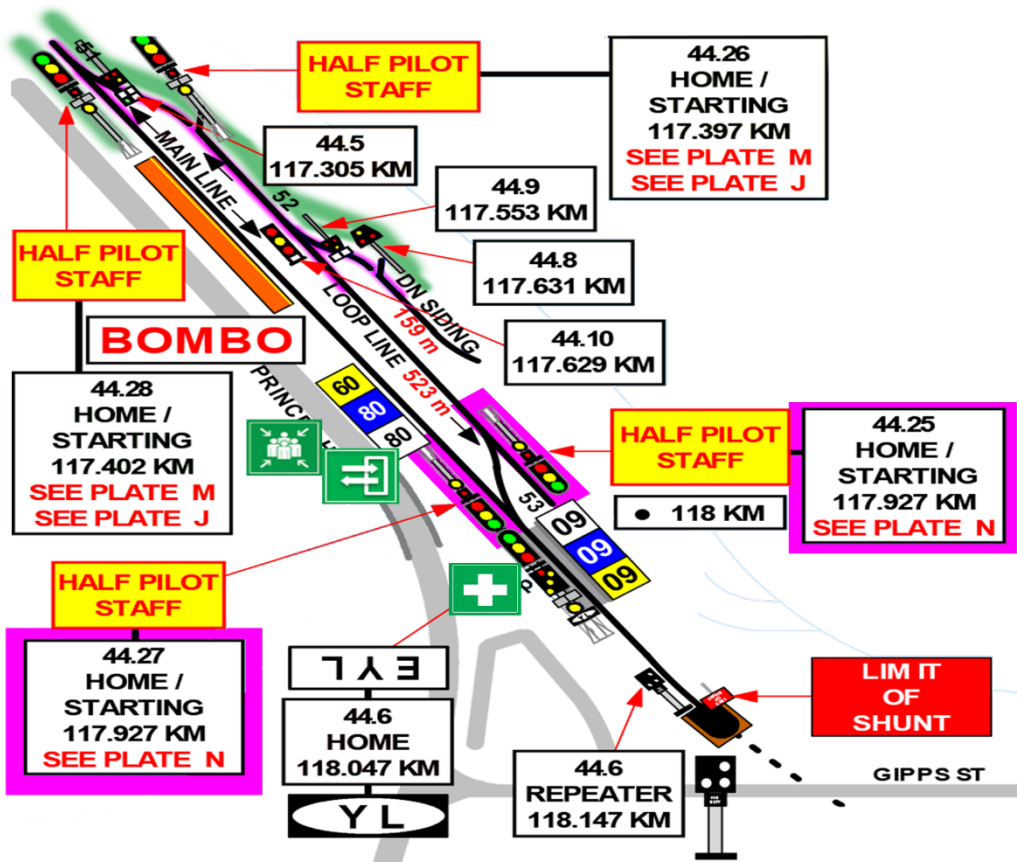 HALF PILOT
STAFF
44.26
HOME /
STARTING
117.397 KM
SEE PLATE M
SEE PLATE J
44.5
117.305 KM
MAIN LINE
52
44.9
117.553 KM
44.8
117.631 KM
DN SIDING
159 m
44.10
117.629 KM
HALF PILOT
STAFF
LOOP LINE
523 m
BOMBO
44.28
HOME /
STARTING
117.402 KM
SEE PLATE M
SEE PLATE J
PRINCE
60
80
80
HALF PILOT
STAFF
44.25
HOME /
STARTING
117.927 KM
SEE PLATE N
118 KM
53
60
60
60
HALF PILOT
STAFF
44.27
HOME /
STARTING
117.927 KM
SEE PLATE N
EYL
44.6
HOME
118.047 KM
YL
44.6
REPEATER
118.147 KM
LIM IT
OF
SHUNT
GIPPS ST